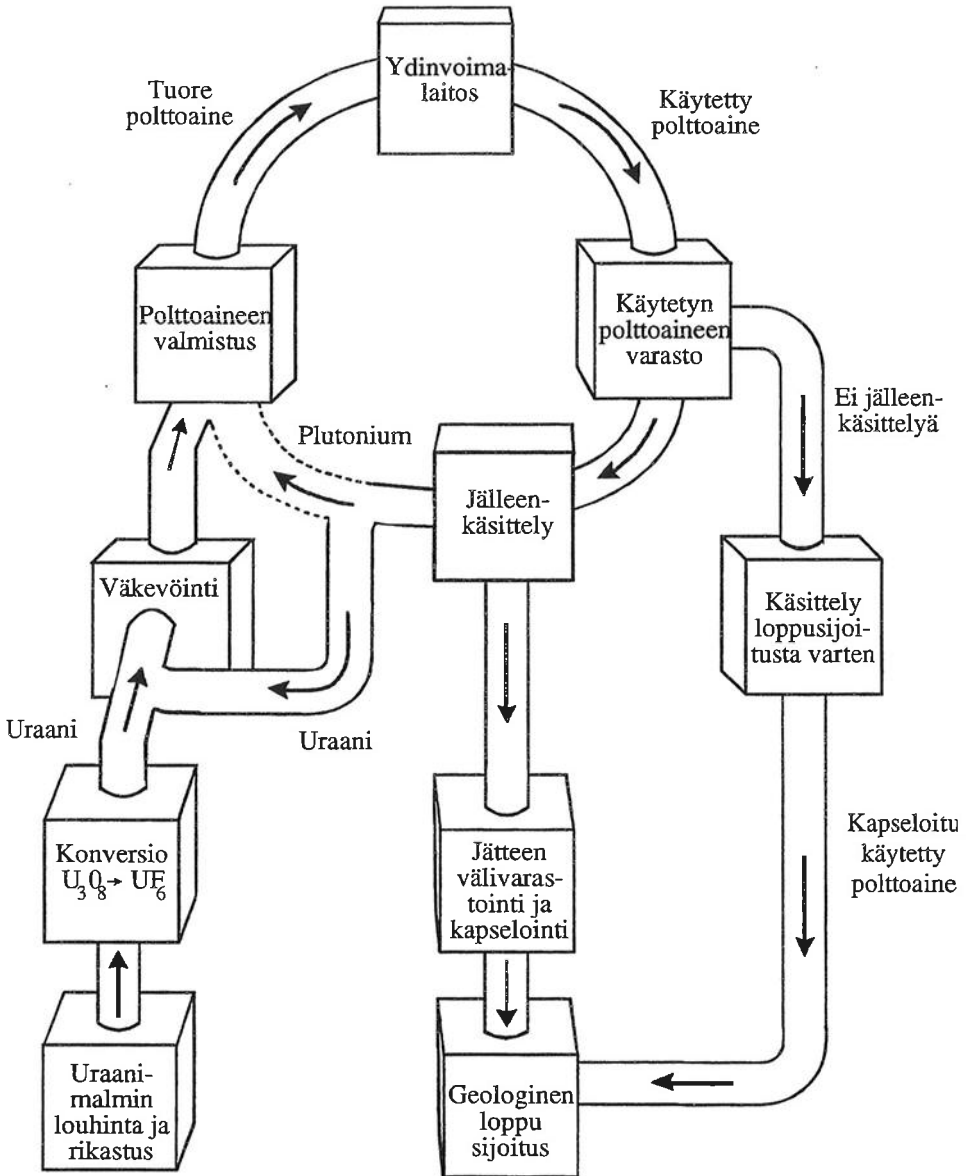 Ydinvoima-
laitos
Tuore
polttoaine
Käytetty
polttoaine
Polttoaineen
valmistus
Käytetyn
polttoaineen
varasto
Ei jälleen-
käsittelyä
Plutonium
Jälleen-
käsittely
Väkevöinti
Käsittely
loppusijoi-
tusta varten
Uraani
Uraani
Konversio
U3O8→ UF6
Jätteen
välivaras-
tointi ja
kapselointi
Kapseloitu
käytetty
polttoaine
Uraani-
malmin
louhinta ja
rikastus
Geologinen
loppu
sijoitus